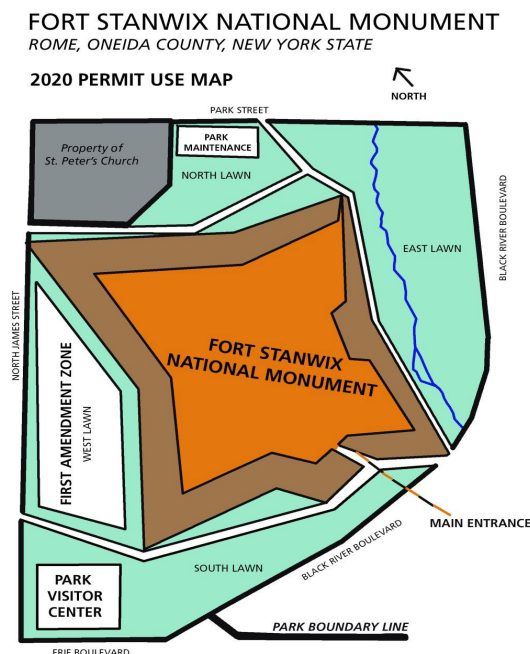 FORT STANWIX NATIONAL MONUMENT
ROME, ONEIDA COUNTY, NEW YORK STATE
2020 PERMIT USE MAP
NORTH
PARK STREET
Property of
St. Peter's Church
PARK
MAINTENANCE
NORTH LAWN
EAST LAWN
BLACK RIVER BOULEVARD
NORTH JAMES STREET
FIRST AMENDMENT ZONE
WEST LAWN
FORT STANWIX
NATIONAL MONUMENT
MAIN ENTRANCE
BLACK RIVER BOULEVARD
SOUTH LAWN
PARK
VISITOR
CENTER
PARK BOUNDARY LINE
ERIE BOULEVARD